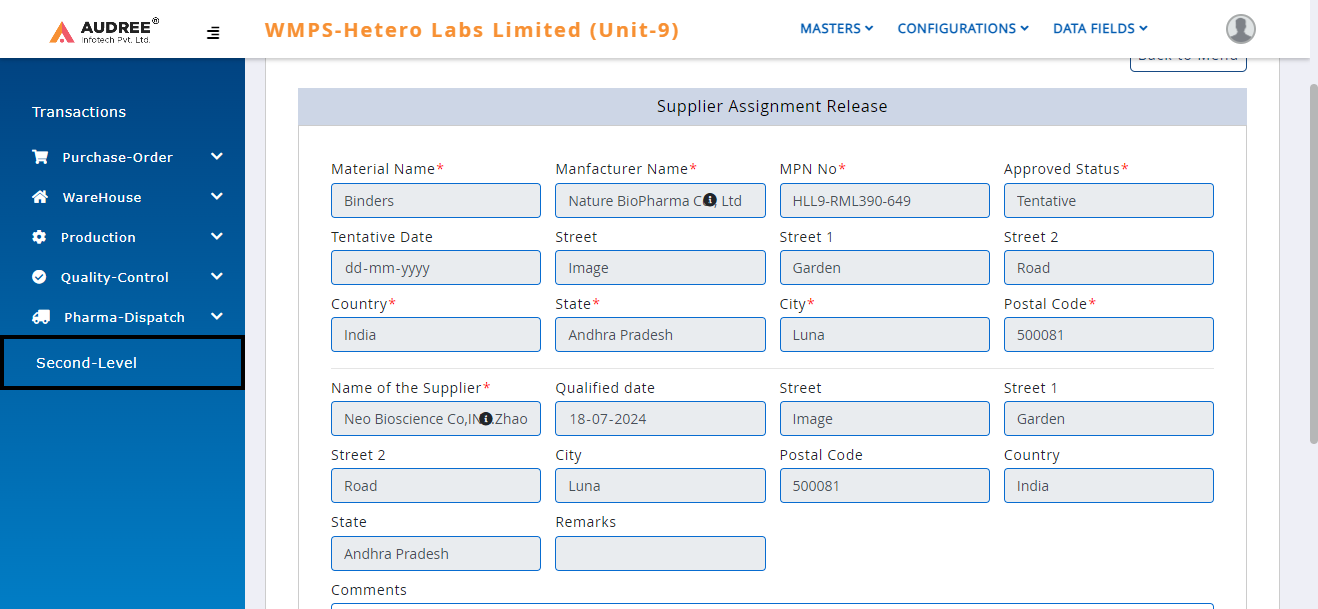 AUDREE®
Infotech Pvt. Ltd.
WMPS-Hetero Labs Limited (Unit-9)
MASTERS
CONFIGURATIONS
DATA FIELDS
Back to Menu
Transactions
Purchase-Order
WareHouse
Production
Quality-Control
Pharma-Dispatch
Second-Level
Supplier Assignment Release
Material Name* Manfacturer Name* MPN No* Approved Status*
Binders Nature BioPharma Ltd HLL9-RML390-649 Tentative
Tentative Date Street Street 1 Street 2
dd-mm-yyyy Image Garden Road
Country* State* City* Postal Code*
India Andhra Pradesh Luna 500081
Name of the Supplier* Qualified date Street Street 1
Neo Bioscience Zhao 18-07-2024 Image Garden
Street 2 City Postal Code Country
Road Luna 500081 India
State Remarks
Andhra Pradesh
Comments